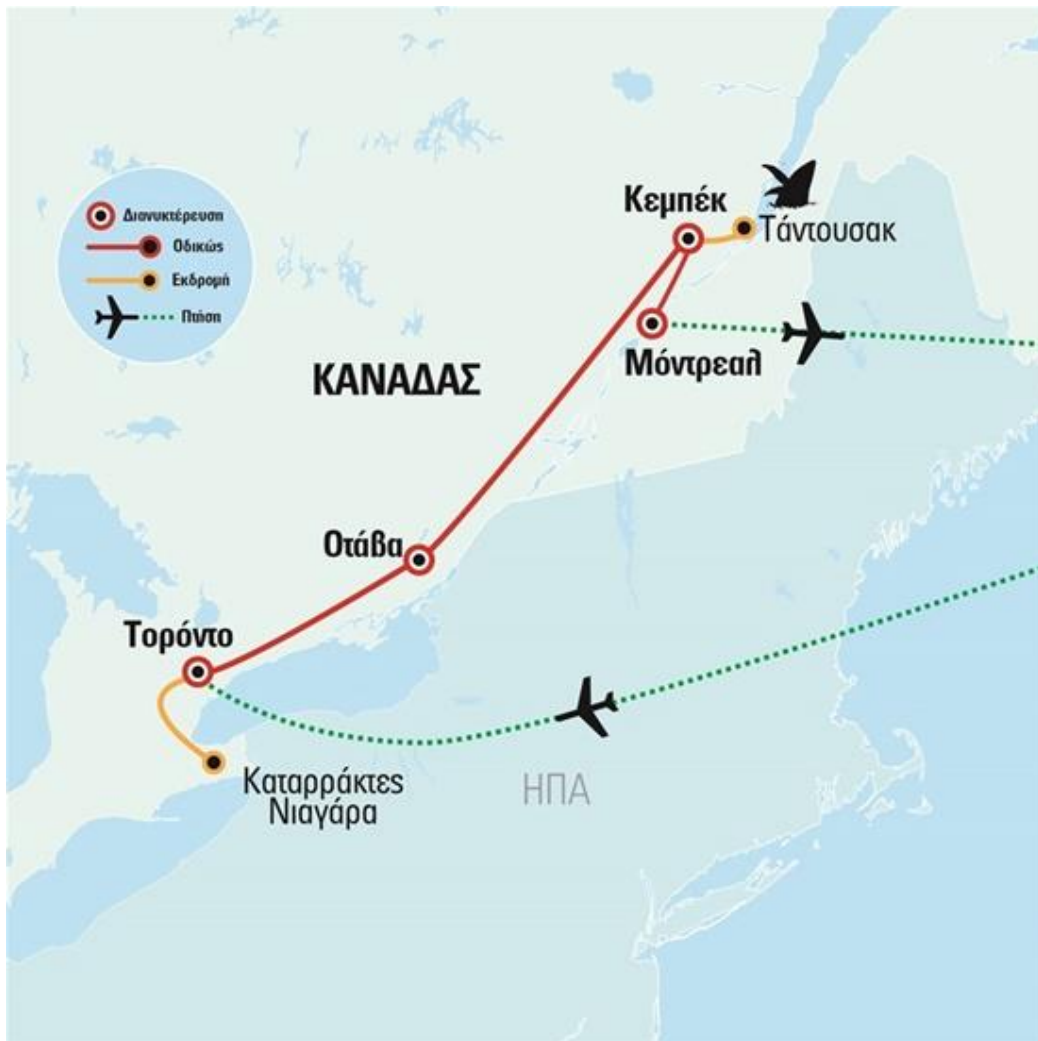 Κεμπέκ
Τάντουσακ
Διανυκτέρευση
Οδικώς
Εκδρομή
Πτήση
Μόντρεαλ
ΚΑΝΑΔΑΣ
Οτάβα
Τορόντο
Καταρράκτες
Νιαγάρα
ΗΠΑ